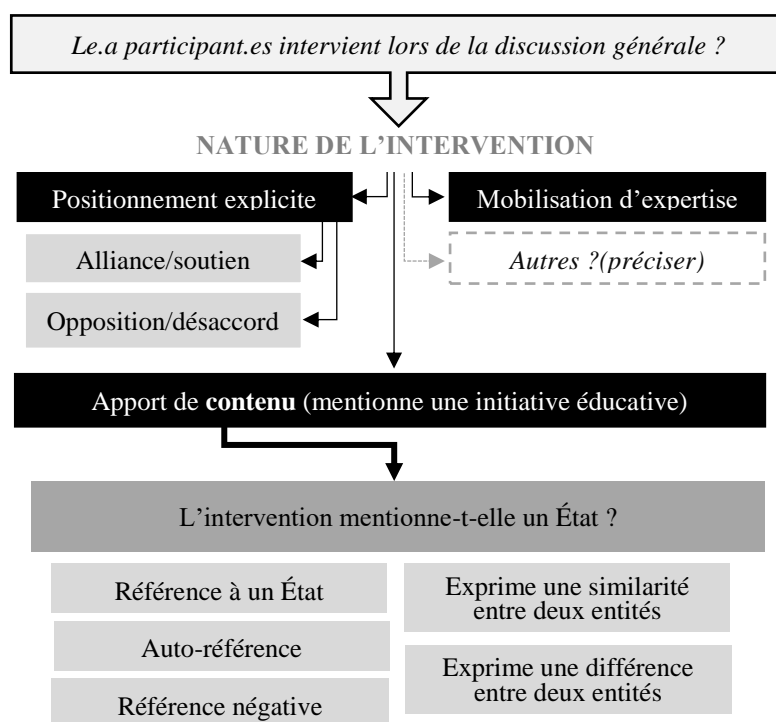 Le.a participant.es intervient lors de la discussion générale ?
NATURE DE L’INTERVENTION
Positionnement explicite
Mobilisation d’expertise
Alliance/soutien
Autres ?(préciser)
Opposition/désaccord
Apport de contenu (mentionne une initiative éducative)
L’intervention mentionne-t-elle un État ?
Référence à un État
Exprime une similarité
entre deux entités
Auto-référence
Exprime une différence
entre deux entités
Référence négative